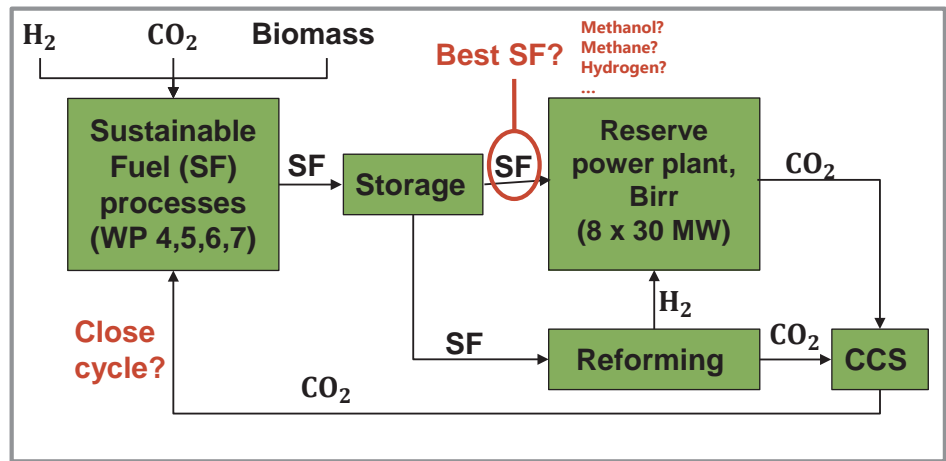 H₂
CO₂
Biomass
Best SF?
Methanol?
Methane?
Hydrogen?
...
Sustainable
Fuel (SF)
processes
(WP 4,5,6,7)
SF
Storage
SF
Reserve
power plant,
Birr
(8 x 30 MW)
CO₂
H₂
Close
cycle?
SF
Reforming
CO₂
CCS
CO₂